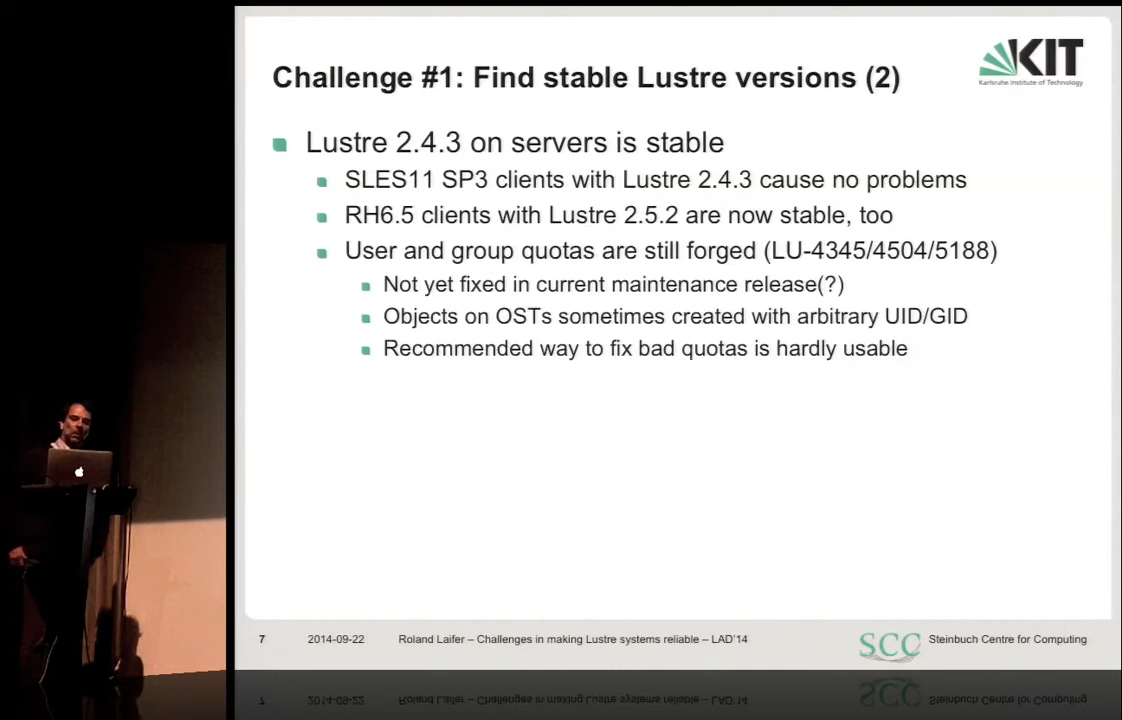 KIT
Karlsruhe Institute of Technology
Challenge #1: Find stable Lustre versions (2)
Lustre 2.4.3 on servers is stable
SLES11 SP3 clients with Lustre 2.4.3 cause no problems
RH6.5 clients with Lustre 2.5.2 are now stable, too
User and group quotas are still forged (LU-4345/4504/5188)
Not yet fixed in current maintenance release(?)
Objects on OSTs sometimes created with arbitrary UID/GID
Recommended way to fix bad quotas is hardly usable
7 2014-09-22 Roland Laifer – Challenges in making Lustre systems reliable – LAD'14 SCC Steinbuch Centre for Computing